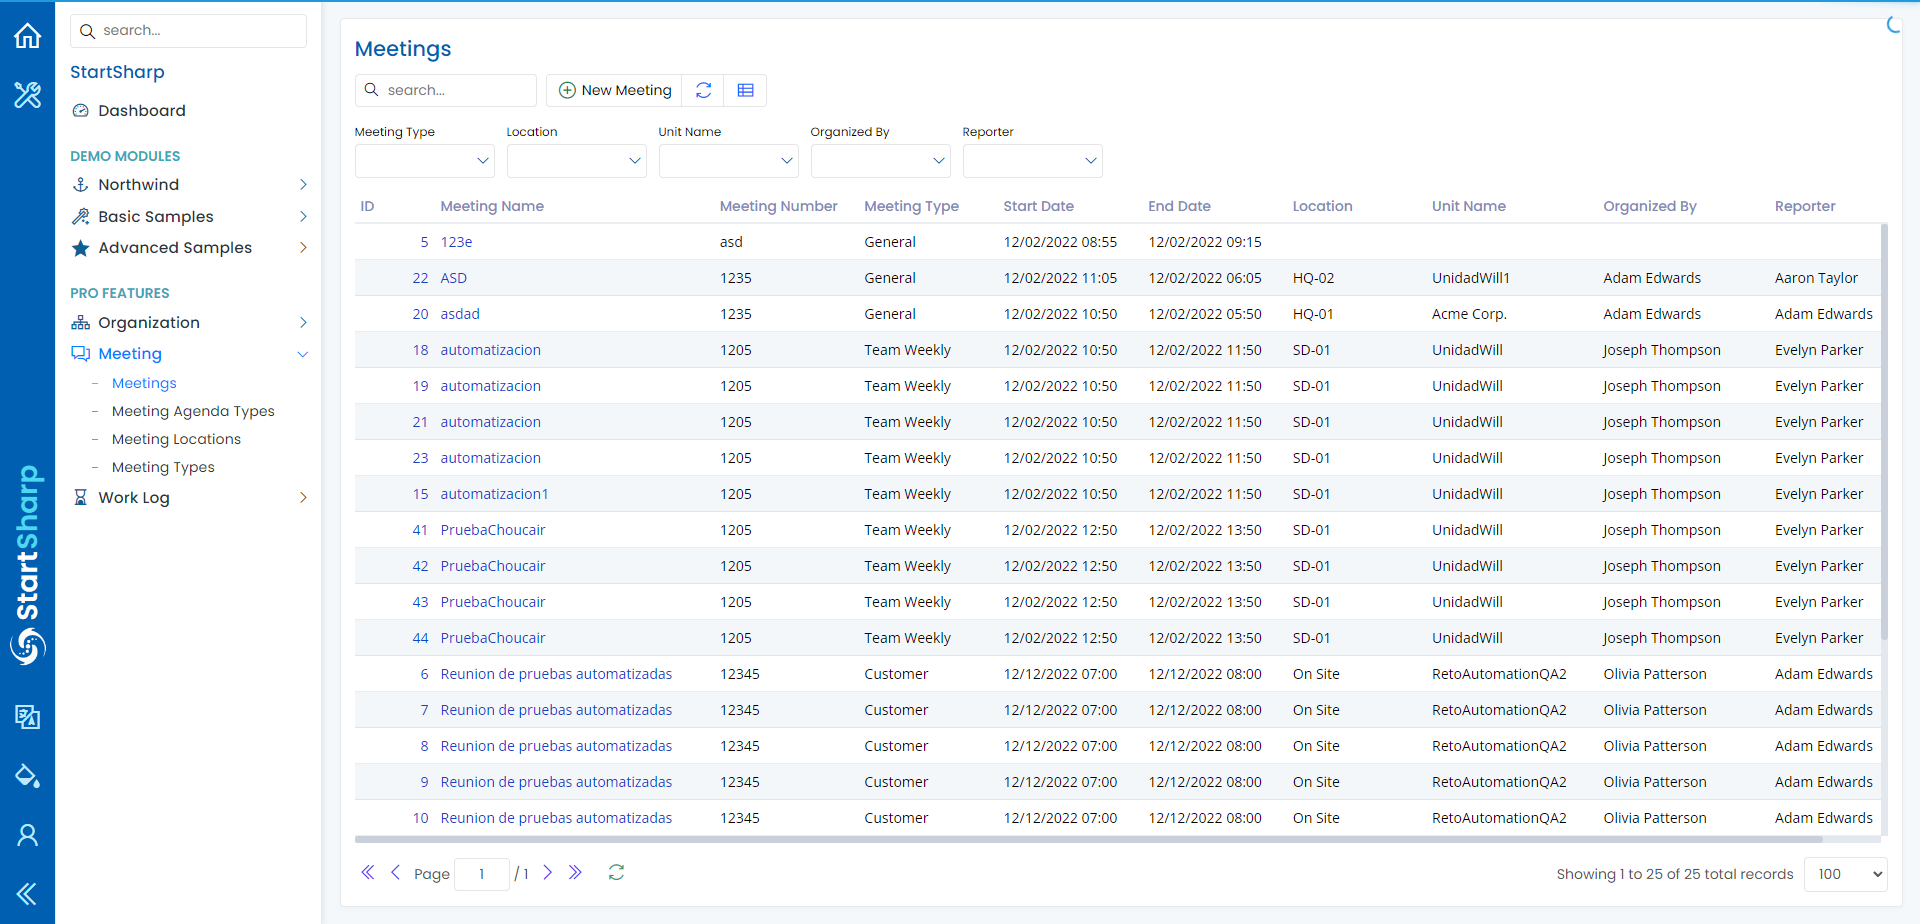 search...
StartSharp
Dashboard
DEMO MODULES
Northwind
Basic Samples
Advanced Samples
PRO FEATURES
Organization
Meeting
– Meetings
– Meeting Agenda Types
– Meeting Locations
– Meeting Types
Work Log
StartSharp
Meetings
search...
New Meeting
Meeting Type Location Unit Name Organized By Reporter
ID Meeting Name Meeting Number Meeting Type Start Date End Date Location Unit Name Organized By Reporter
5 123e asd General 12/02/2022 08:55 12/02/2022 09:15
22 ASD 1235 General 12/02/2022 11:05 12/02/2022 06:05 HQ-02 UnidadWill1 Adam Edwards Aaron Taylor
20 asdad 1235 General 12/02/2022 10:50 12/02/2022 05:50 HQ-01 Acme Corp. Adam Edwards Adam Edwards
18 automatizacion 1205 Team Weekly 12/02/2022 10:50 12/02/2022 11:50 SD-01 UnidadWill Joseph Thompson Evelyn Parker
19 automatizacion 1205 Team Weekly 12/02/2022 10:50 12/02/2022 11:50 SD-01 UnidadWill Joseph Thompson Evelyn Parker
21 automatizacion 1205 Team Weekly 12/02/2022 10:50 12/02/2022 11:50 SD-01 UnidadWill Joseph Thompson Evelyn Parker
23 automatizacion 1205 Team Weekly 12/02/2022 10:50 12/02/2022 11:50 SD-01 UnidadWill Joseph Thompson Evelyn Parker
15 automatizacion1 1205 Team Weekly 12/02/2022 10:50 12/02/2022 11:50 SD-01 UnidadWill Joseph Thompson Evelyn Parker
41 PruebaChoucair 1205 Team Weekly 12/02/2022 12:50 12/02/2022 13:50 SD-01 UnidadWill Joseph Thompson Evelyn Parker
42 PruebaChoucair 1205 Team Weekly 12/02/2022 12:50 12/02/2022 13:50 SD-01 UnidadWill Joseph Thompson Evelyn Parker
43 PruebaChoucair 1205 Team Weekly 12/02/2022 12:50 12/02/2022 13:50 SD-01 UnidadWill Joseph Thompson Evelyn Parker
44 PruebaChoucair 1205 Team Weekly 12/02/2022 12:50 12/02/2022 13:50 SD-01 UnidadWill Joseph Thompson Evelyn Parker
6 Reunion de pruebas automatizadas 12345 Customer 12/12/2022 07:00 12/12/2022 08:00 On Site RetoAutomationQA2 Olivia Patterson Adam Edwards
7 Reunion de pruebas automatizadas 12345 Customer 12/12/2022 07:00 12/12/2022 08:00 On Site RetoAutomationQA2 Olivia Patterson Adam Edwards
8 Reunion de pruebas automatizadas 12345 Customer 12/12/2022 07:00 12/12/2022 08:00 On Site RetoAutomationQA2 Olivia Patterson Adam Edwards
9 Reunion de pruebas automatizadas 12345 Customer 12/12/2022 07:00 12/12/2022 08:00 On Site RetoAutomationQA2 Olivia Patterson Adam Edwards
10 Reunion de pruebas automatizadas 12345 Customer 12/12/2022 07:00 12/12/2022 08:00 On Site RetoAutomationQA2 Olivia Patterson Adam Edwards
Page 1 / 1 Showing 1 to 25 of 25 total records 100